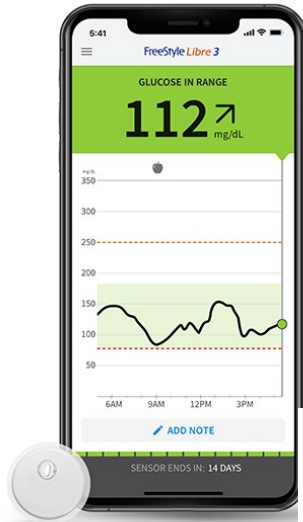 5:41
FreeStyle Libre 3
GLUCOSE IN RANGE
112
mg/dL
mg/dL
350
300
250
200
150
100
50
6AM 9AM 12PM 3PM
ADD NOTE
SENSOR ENDS IN: 14 DAYS